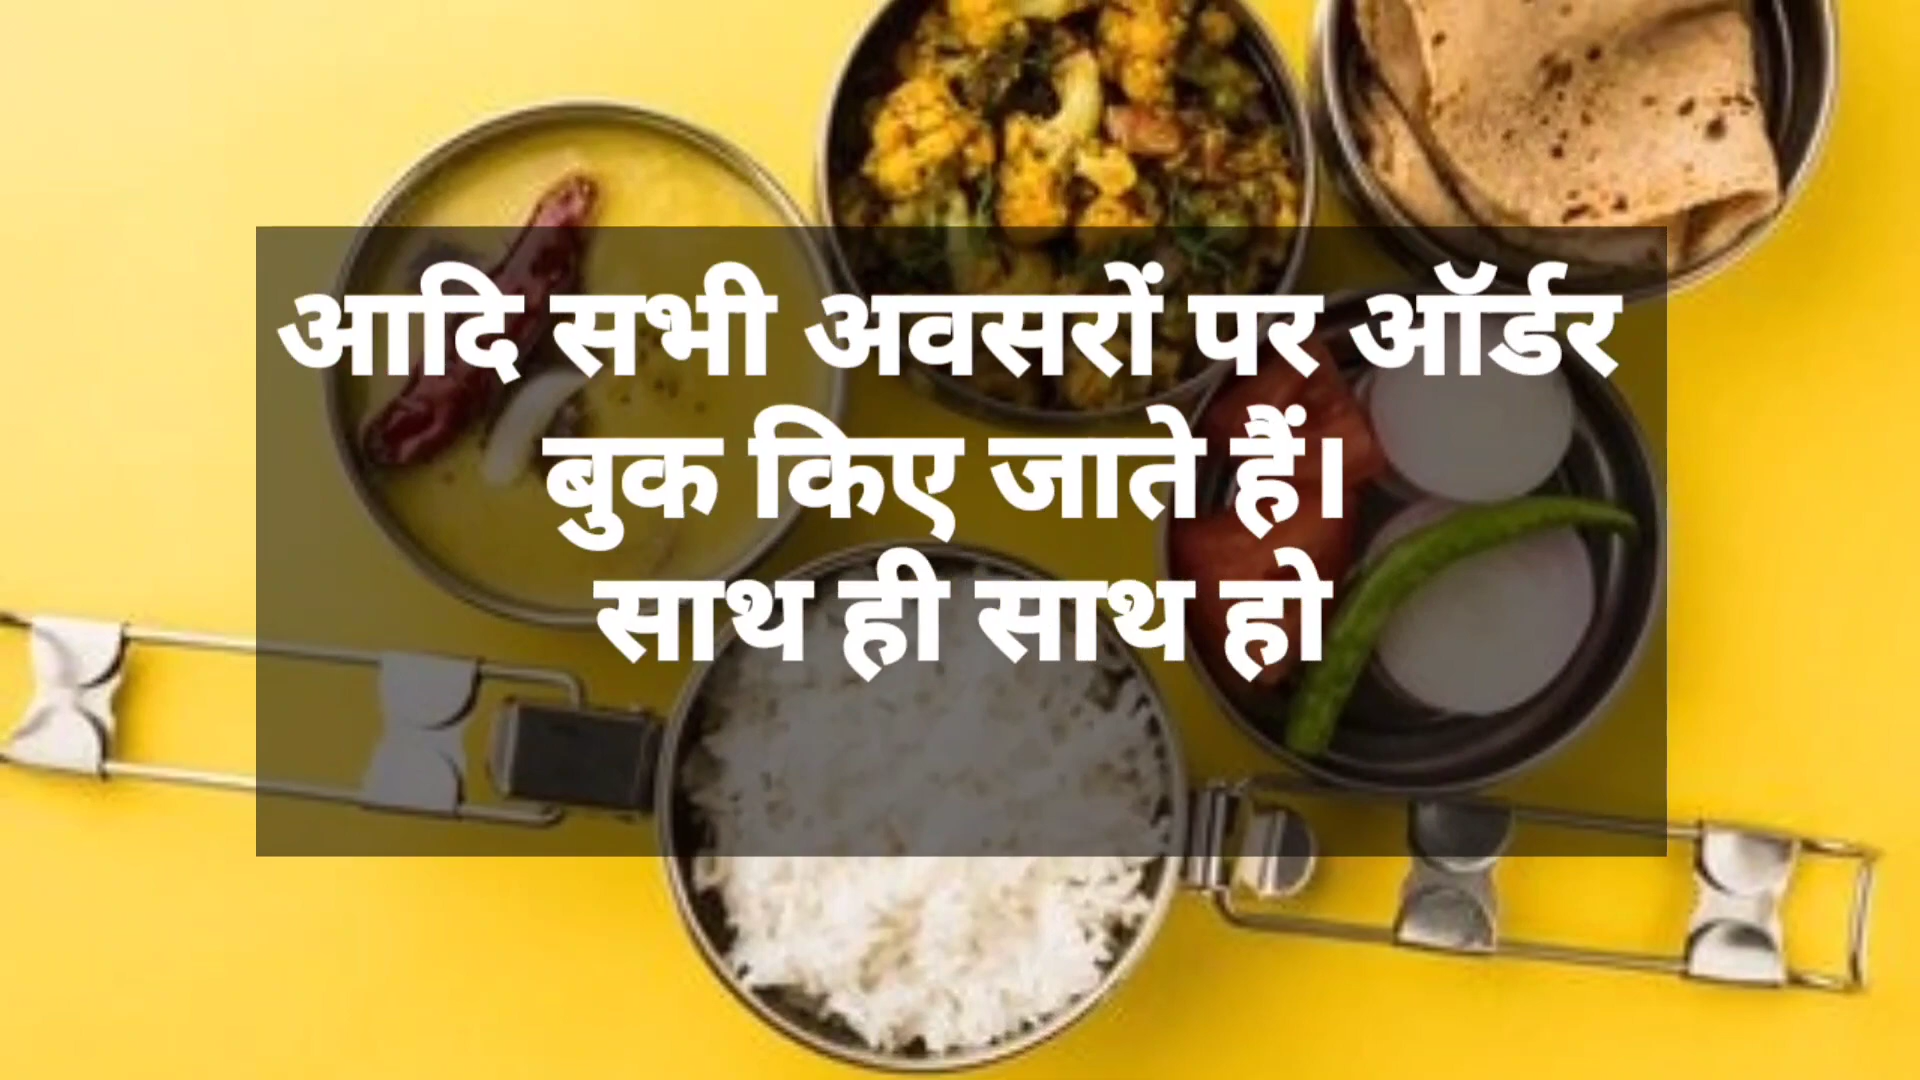 आदि सभी अवसरों पर ऑर्डर
बुक किए जाते हैं।
साथ ही साथ हो